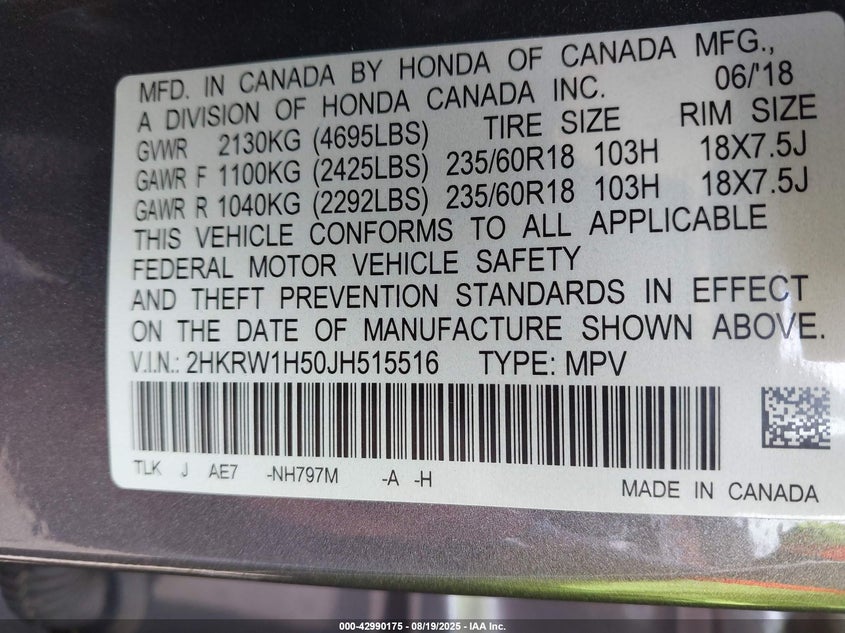 MFD. IN CANADA BY HONDA OF CANADA MFG.,
A DIVISION OF HONDA CANADA INC. 06/'18
GVWR 2130KG (4695LBS) TIRE SIZE RIM SIZE
GAWR F 1100KG (2425LBS) 235/60R18 103H 18X7.5J
GAWR R 1040KG (2292LBS) 235/60R18 103H 18X7.5J
THIS VEHICLE CONFORMS TO ALL APPLICABLE
FEDERAL MOTOR VEHICLE SAFETY
AND THEFT PREVENTION STANDARDS IN EFFECT
ON THE DATE OF MANUFACTURE SHOWN ABOVE.
V.I.N.: 2HKRW1H50JH515516 TYPE: MPV
TLK J AE7 -NH797M -A -H
MADE IN CANADA
000-42990175 - 08/19/2025 - IAA Inc.